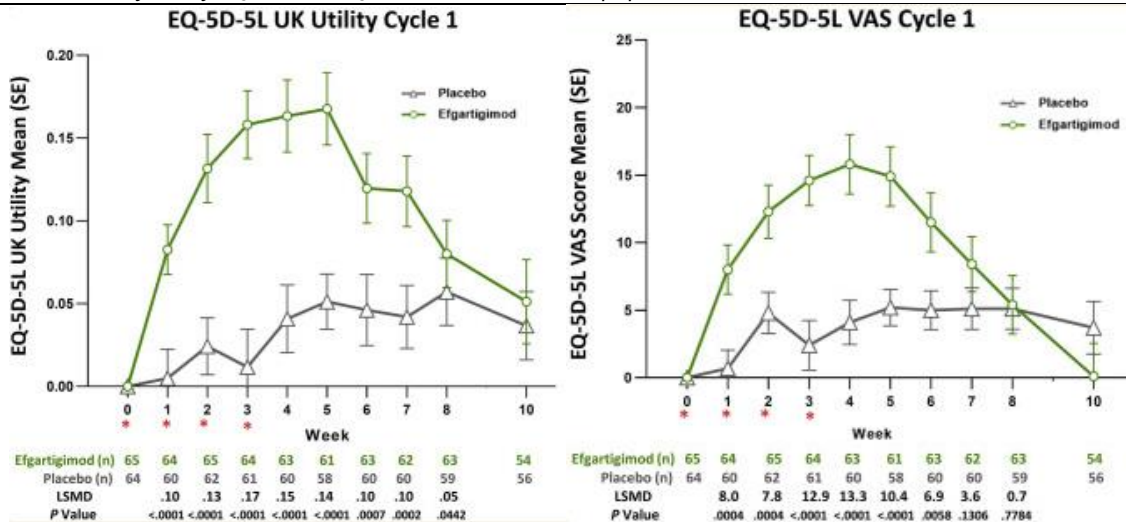 EQ-5D-5L UK Utility Cycle 1
EQ-5D-5L UK Utility Mean (SE)
0.20
0.15
0.10
0.05
0.00
Placebo
Efgartigimod
0 1 2 3 4 5 6 7 8 10
* * * *
Week
Efgartigimod (n) 65 64 65 64 63 61 63 62 63 54
Placebo (n) 64 60 62 61 60 58 60 60 59 56
LSMD .10 .13 .17 .15 .14 .10 .10 .05
P Value <.0001 <.0001 <.0001 <.0001 <.0001 .0007 .0002 .0442
EQ-5D-5L VAS Cycle 1
EQ-5D-5L VAS Score Mean (SE)
25
20
15
10
5
0
Placebo
Efgartigimod
0 1 2 3 4 5 6 7 8 10
* * * *
Week
Efgartigimod (n) 65 64 65 64 63 61 63 62 63 54
Placebo (n) 64 60 62 61 60 58 60 60 59 56
LSMD 8.0 7.8 12.9 13.3 10.4 6.9 3.6 0.7
P Value .0004 .0004 <.0001 <.0001 <.0001 .0058 .1306 .7784